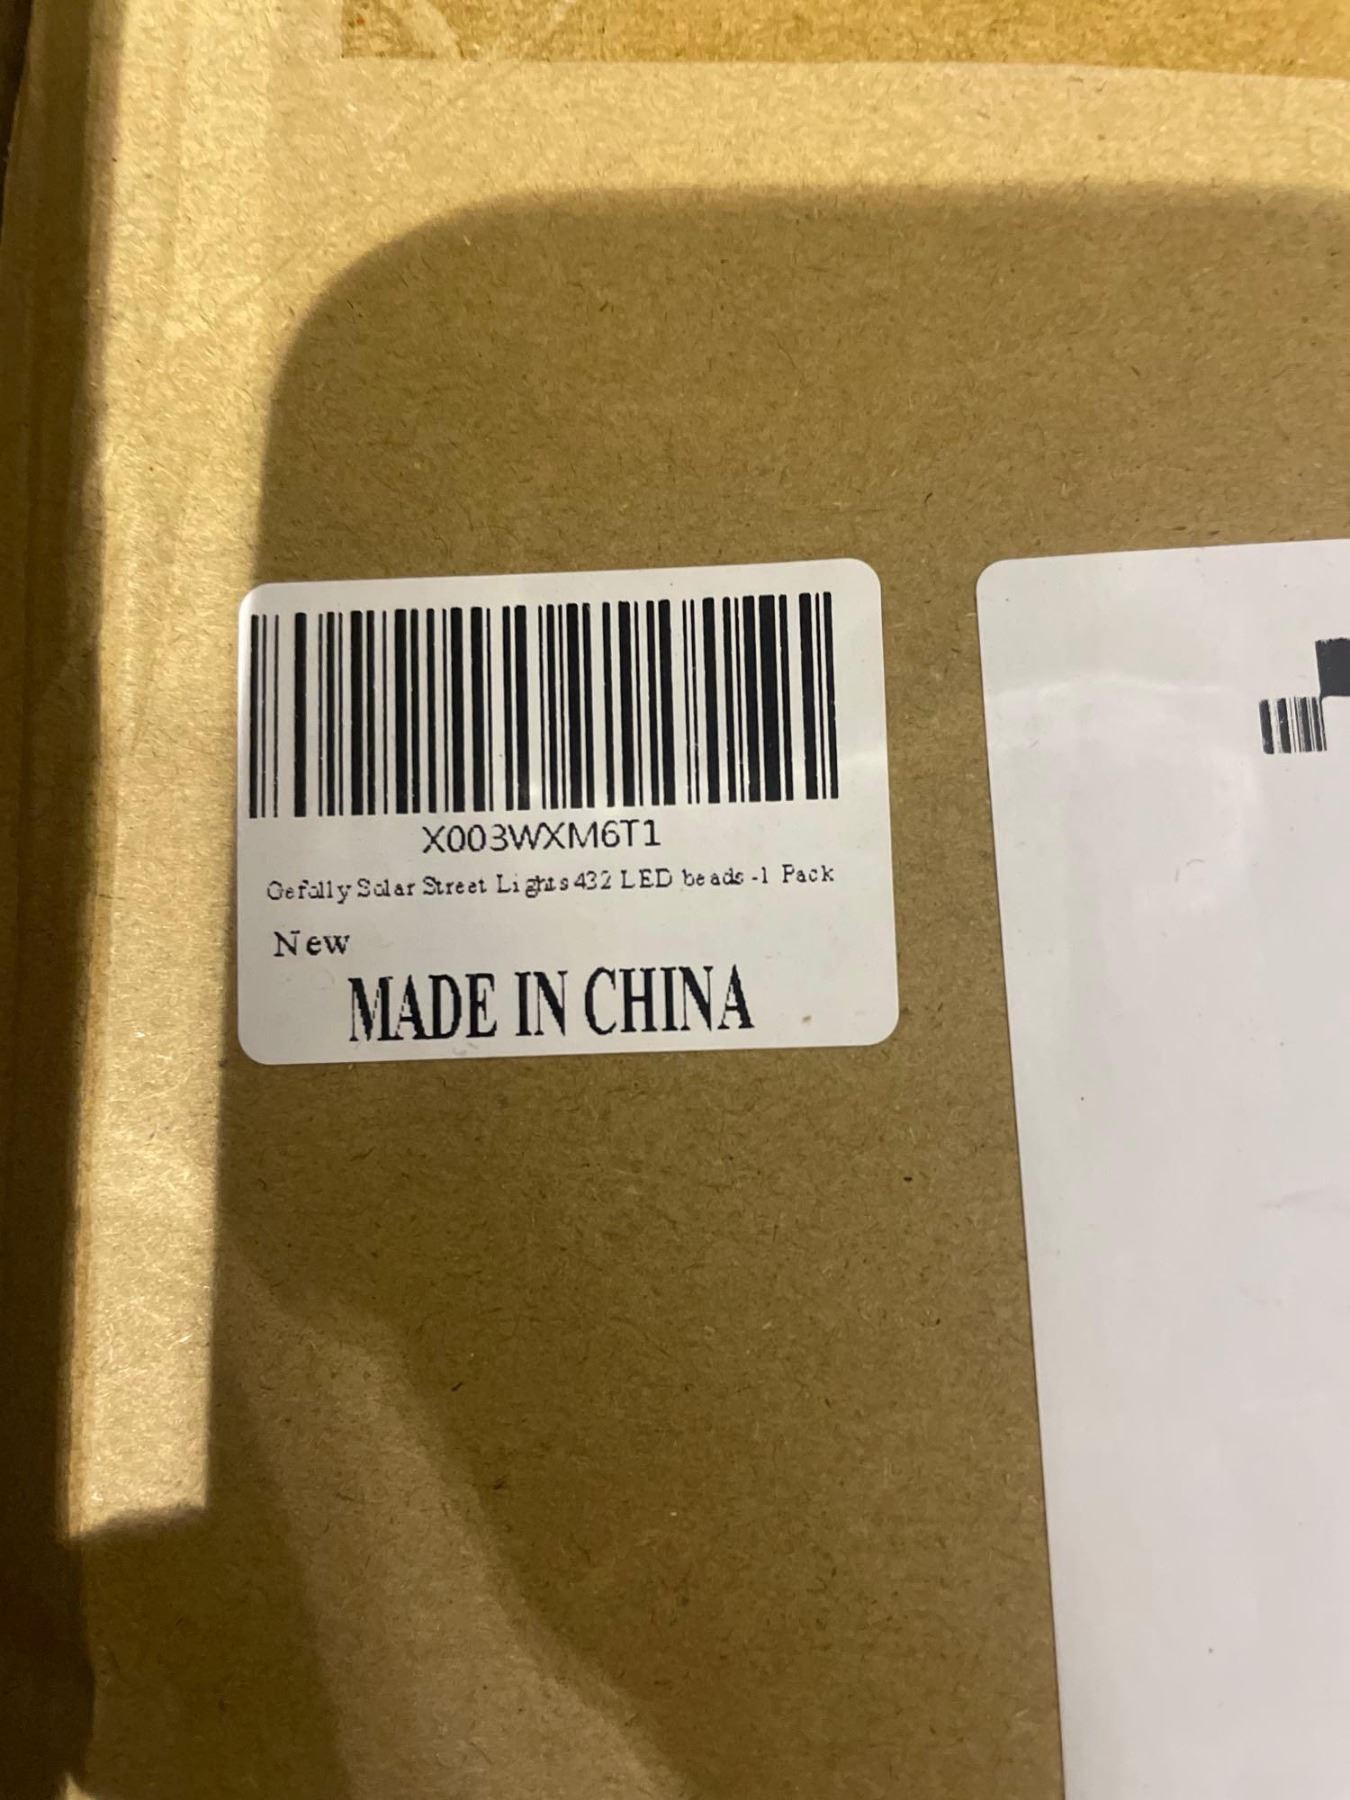 X003WXM6T1
Gefolly Solar Street Lights 432 LED beads -1 Pack
New
MADE IN CHINA